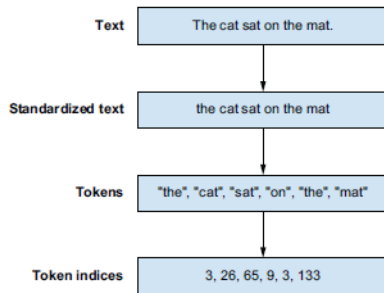 Text
The cat sat on the mat.
Standardized text
the cat sat on the mat
Tokens
"the", "cat", "sat", "on", "the", "mat"
Token indices
3, 26, 65, 9, 3, 133